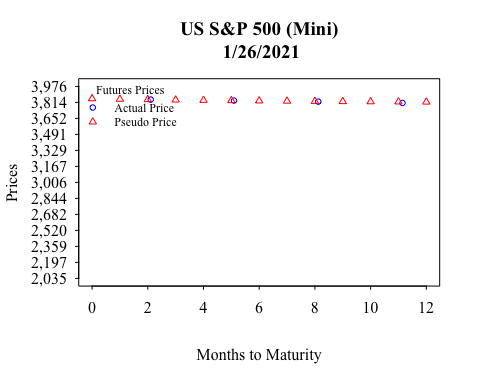 US S&P 500 (Mini)
1/26/2021
Futures Prices
Actual Price
Pseudo Price
Prices
3,976
3,814
3,652
3,491
3,329
3,167
3,006
2,844
2,682
2,520
2,359
2,197
2,035
0 2 4 6 8 10 12
Months to Maturity